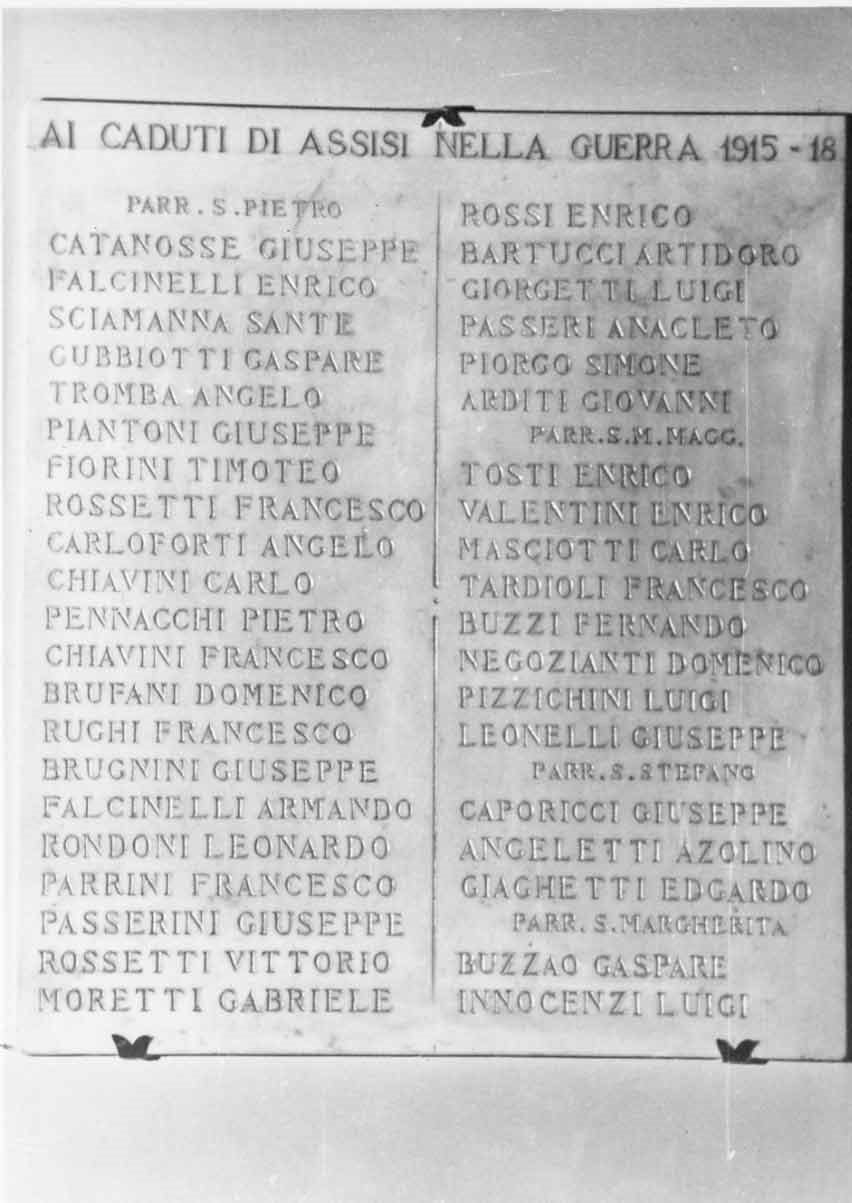 AI CADUTI DI ASSISI NELLA GUERRA 1915-18
PARR. S. PIETRO
CATANOSSE GIUSEPPE
FALCINELLI ENRICO
SCIAMANNA SANTE
GUBBIOTTI GASPARE
TROMBA ANGELO
PIANTONI GIUSEPPE
FIORINI TIMOTEO
ROSSETTI FRANCESCO
CARLOFORTI ANGELO
CHIAVINI CARLO
PENNACCHI PIETRO
CHIAVINI FRANCESCO
BRUFANI DOMENICO
RUGHI FRANCESCO
BRUGNINI GIUSEPPE
FALCINELLI ARMANDO
RONDONI LEONARDO
PARRINI FRANCESCO
PASSERINI GIUSEPPE
ROSSETTI VITTORIO
MORETTI GABRIELE
ROSSI ENRICO
BARTUCCI ARTIDORO
GIORGETTI LUIGI
PASSERI ANACLETO
PIORGO SIMONE
ARDITI GIOVANNI
PARR. S. M. MAGG.
TOSTI ENRICO
VALENTINI ENRICO
MASCIOTTI CARLO
TARDIOLI FRANCESCO
BUZZI FERNANDO
NEGOZIANTI DOMENICO
PIZZICHINI LUIGI
LEONELLI GIUSEPPE
PARR. S. STEFANO
CAPORICCI GIUSEPPE
ANGELETTI AZOLINO
GIAGHETTI EDGARDO
PARR. S. MARGHERITA
BUZZAO GASPARE
INNOCENZI LUIGI